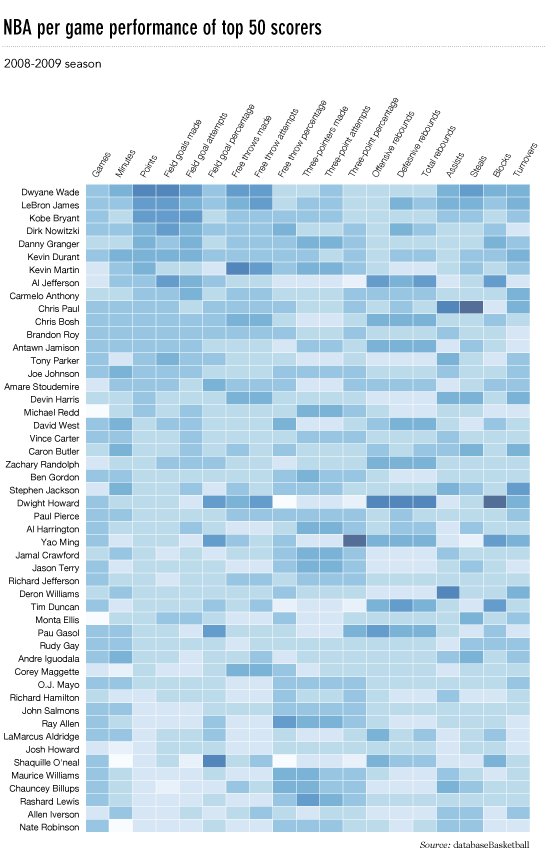 NBA per game performance of top 50 scorers
2008-2009 season
Games
Minutes
Points
Field goals made
Field goal attempts
Field goal percentage
Free throws made
Free throw attempts
Free throw percentage
Three-pointers made
Three-point attempts
Three-point percentage
Offensive rebounds
Defensive rebounds
Total rebounds
Assists
Steals
Blocks
Turnovers
Dwyane Wade
LeBron James
Kobe Bryant
Dirk Nowitzki
Danny Granger
Kevin Durant
Kevin Martin
Al Jefferson
Carmelo Anthony
Chris Paul
Chris Bosh
Brandon Roy
Antawn Jamison
Tony Parker
Joe Johnson
Amare Stoudemire
Devin Harris
Michael Redd
David West
Vince Carter
Caron Butler
Zachary Randolph
Ben Gordon
Stephen Jackson
Dwight Howard
Paul Pierce
Al Harrington
Yao Ming
Jamal Crawford
Jason Terry
Richard Jefferson
Deron Williams
Tim Duncan
Monta Ellis
Pau Gasol
Rudy Gay
Andre Iguodala
Corey Maggette
O.J. Mayo
Richard Hamilton
John Salmons
Ray Allen
LaMarcus Aldridge
Josh Howard
Shaquille O'neal
Maurice Williams
Chauncey Billups
Rashard Lewis
Allen Iverson
Nate Robinson
Source: databaseBasketball